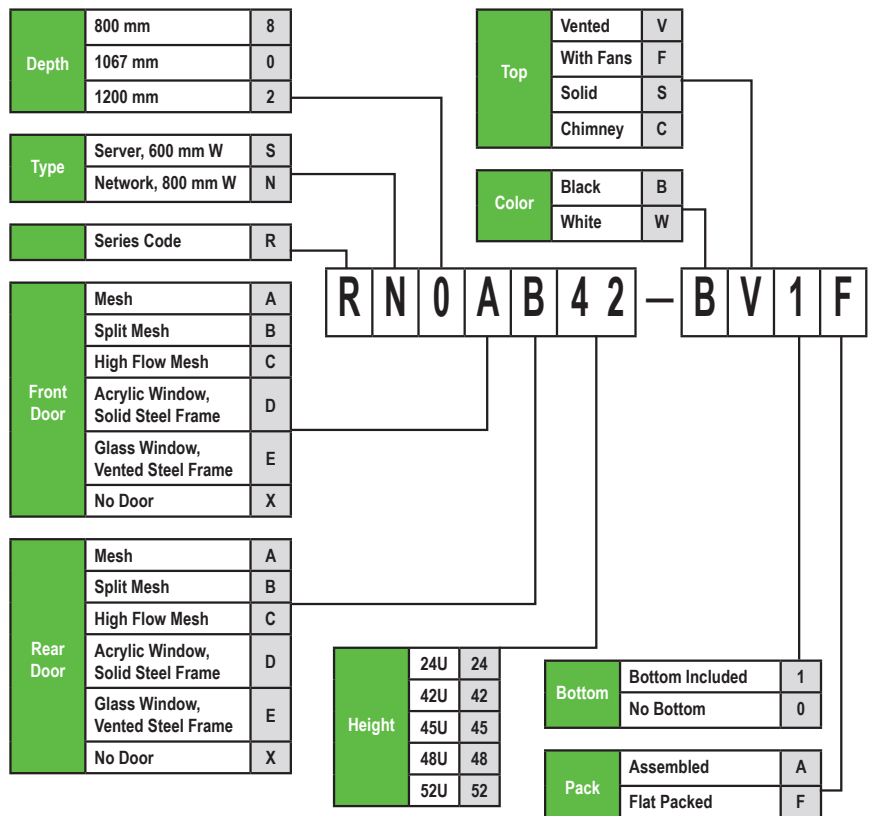 Depth
800 mm 8
1067 mm 0
1200 mm 2
Type
Server, 600 mm W S
Network, 800 mm W N
Series Code R
Top
Vented V
With Fans F
Solid S
Chimney C
Color
Black B
White W
R N 0 A B 4 2 — B V 1 F
Front
Door
Mesh A
Split Mesh B
High Flow Mesh C
Acrylic Window,
Solid Steel Frame D
Glass Window,
Vented Steel Frame E
No Door X
Rear
Door
Mesh A
Split Mesh B
High Flow Mesh C
Acrylic Window,
Solid Steel Frame D
Glass Window,
Vented Steel Frame E
No Door X
Height
24U 24
42U 42
45U 45
48U 48
52U 52
Bottom
Bottom Included 1
No Bottom 0
Pack
Assembled A
Flat Packed F